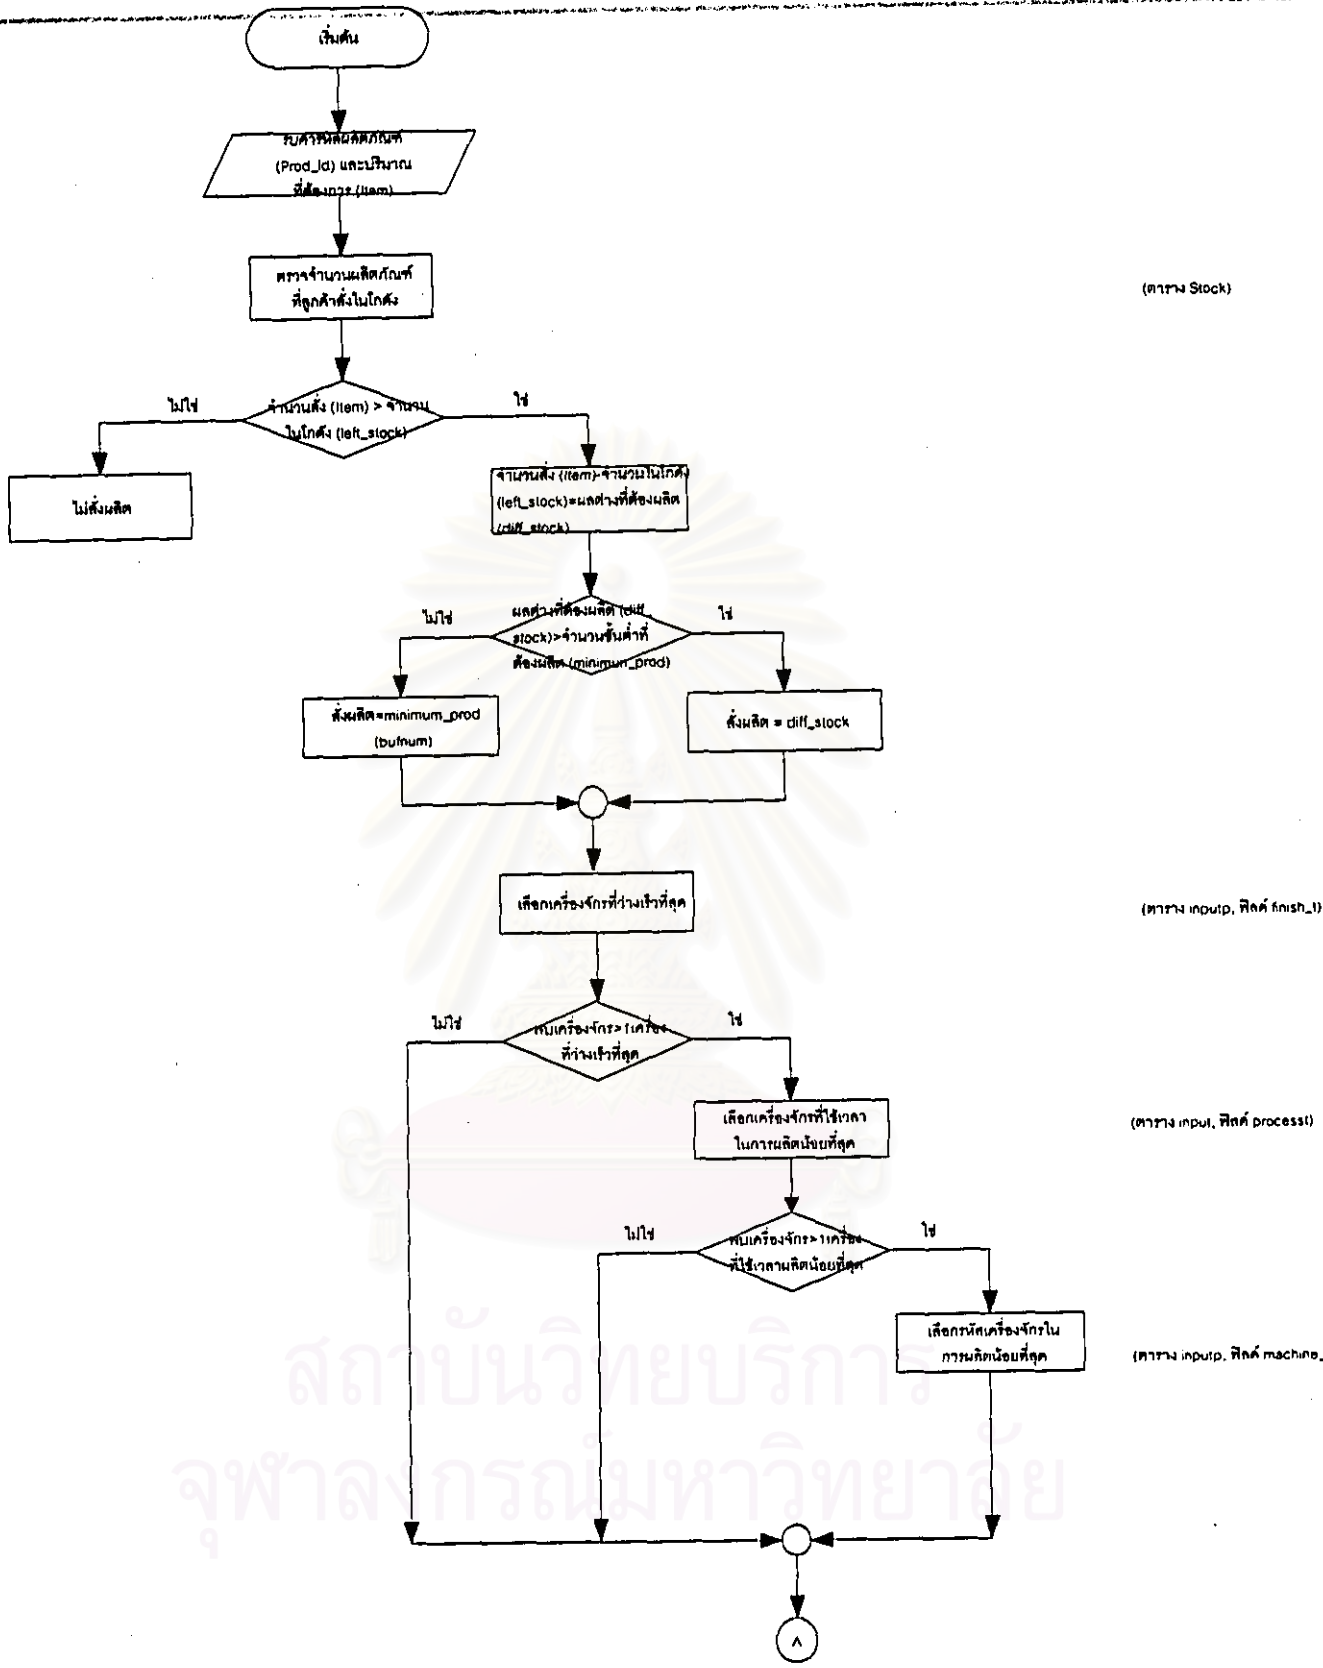 เริ่มต้น
รับค่ารหัสผลิตภัณฑ์
(Prod_Id) และปริมาณ
ที่ต้องการ (Item)
ตรวจจำนวนผลิตภัณฑ์
ที่ลูกค้าสั่งในโกดัง
(ตาราง Stock)
ไม่ใช่
จำนวนสั่ง (Item) > จำนวน
ในโกดัง (left_stock)
ใช่
ไม่สั่งผลิต
จำนวนสั่ง (Item)-จำนวนในโกดัง
(left_stock)=ผลต่างที่ต้องผลิต
(diff_stock)
ไม่ใช่
ผลต่างที่ต้องผลิต (diff_
stock)>จำนวนขั้นต่ำที่
ต้องผลิต (minimun_prod)
ใช่
สั่งผลิต=minimum_prod
(bufnum)
สั่งผลิต = diff_stock
เลือกเครื่องจักรที่ว่างเร็วที่สุด
(ตาราง inputp, ฟิลด์ finish_t)
ไม่ใช่
พบเครื่องจักร>1เครื่อง
ที่ว่างเร็วที่สุด
ใช่
เลือกเครื่องจักรที่ใช้เวลา
ในการผลิตน้อยที่สุด
(ตาราง input, ฟิลด์ processt)
ไม่ใช่
พบเครื่องจักร>1เครื่อง
ที่ใช้เวลาผลิตน้อยที่สุด
ใช่
เลือกรหัสเครื่องจักรใน
การผลิตน้อยที่สุด
(ตาราง inputp, ฟิลด์ machine_
สถาบันวิทยบริการ
จุฬาลงกรณ์มหาวิทยาลัย
A